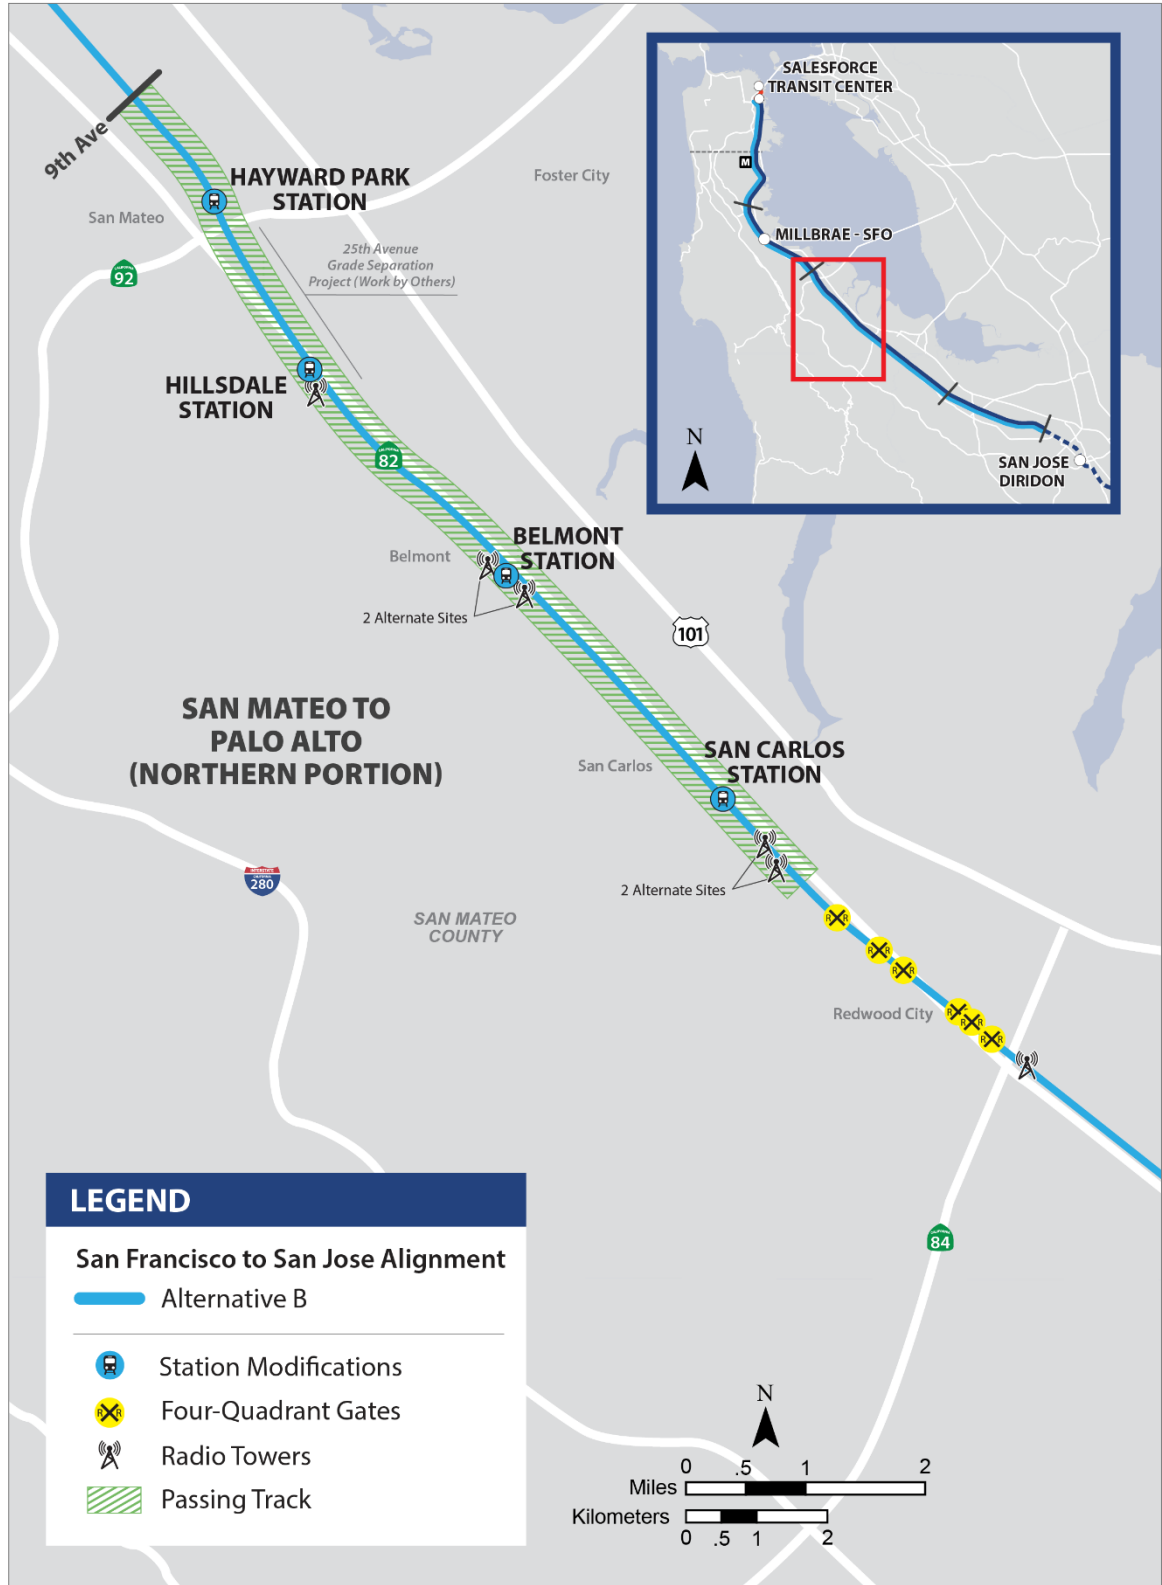 9th Ave
SALESFORCE
TRANSIT CENTER
M
MILLBRAE - SFO
N
SAN JOSE
DIRIDON
HAYWARD PARK
STATION
Foster City
San Mateo
25th Avenue
Grade Separation
Project (Work by Others)
92
HILLSDALE
STATION
82
BELMONT
STATION
Belmont
2 Alternate Sites
101
SAN MATEO TO
PALO ALTO
(NORTHERN PORTION)
SAN CARLOS
STATION
San Carlos
INTERSTATE
CALIFORNIA
280
2 Alternate Sites
SAN MATEO
COUNTY
R R
R R
R R
Redwood City
R
R R
R R
84
LEGEND
San Francisco to San Jose Alignment
Alternative B
Station Modifications
R R Four-Quadrant Gates
Radio Towers
Passing Track
N
0 .5 1 2
Miles
Kilometers
0 .5 1 2